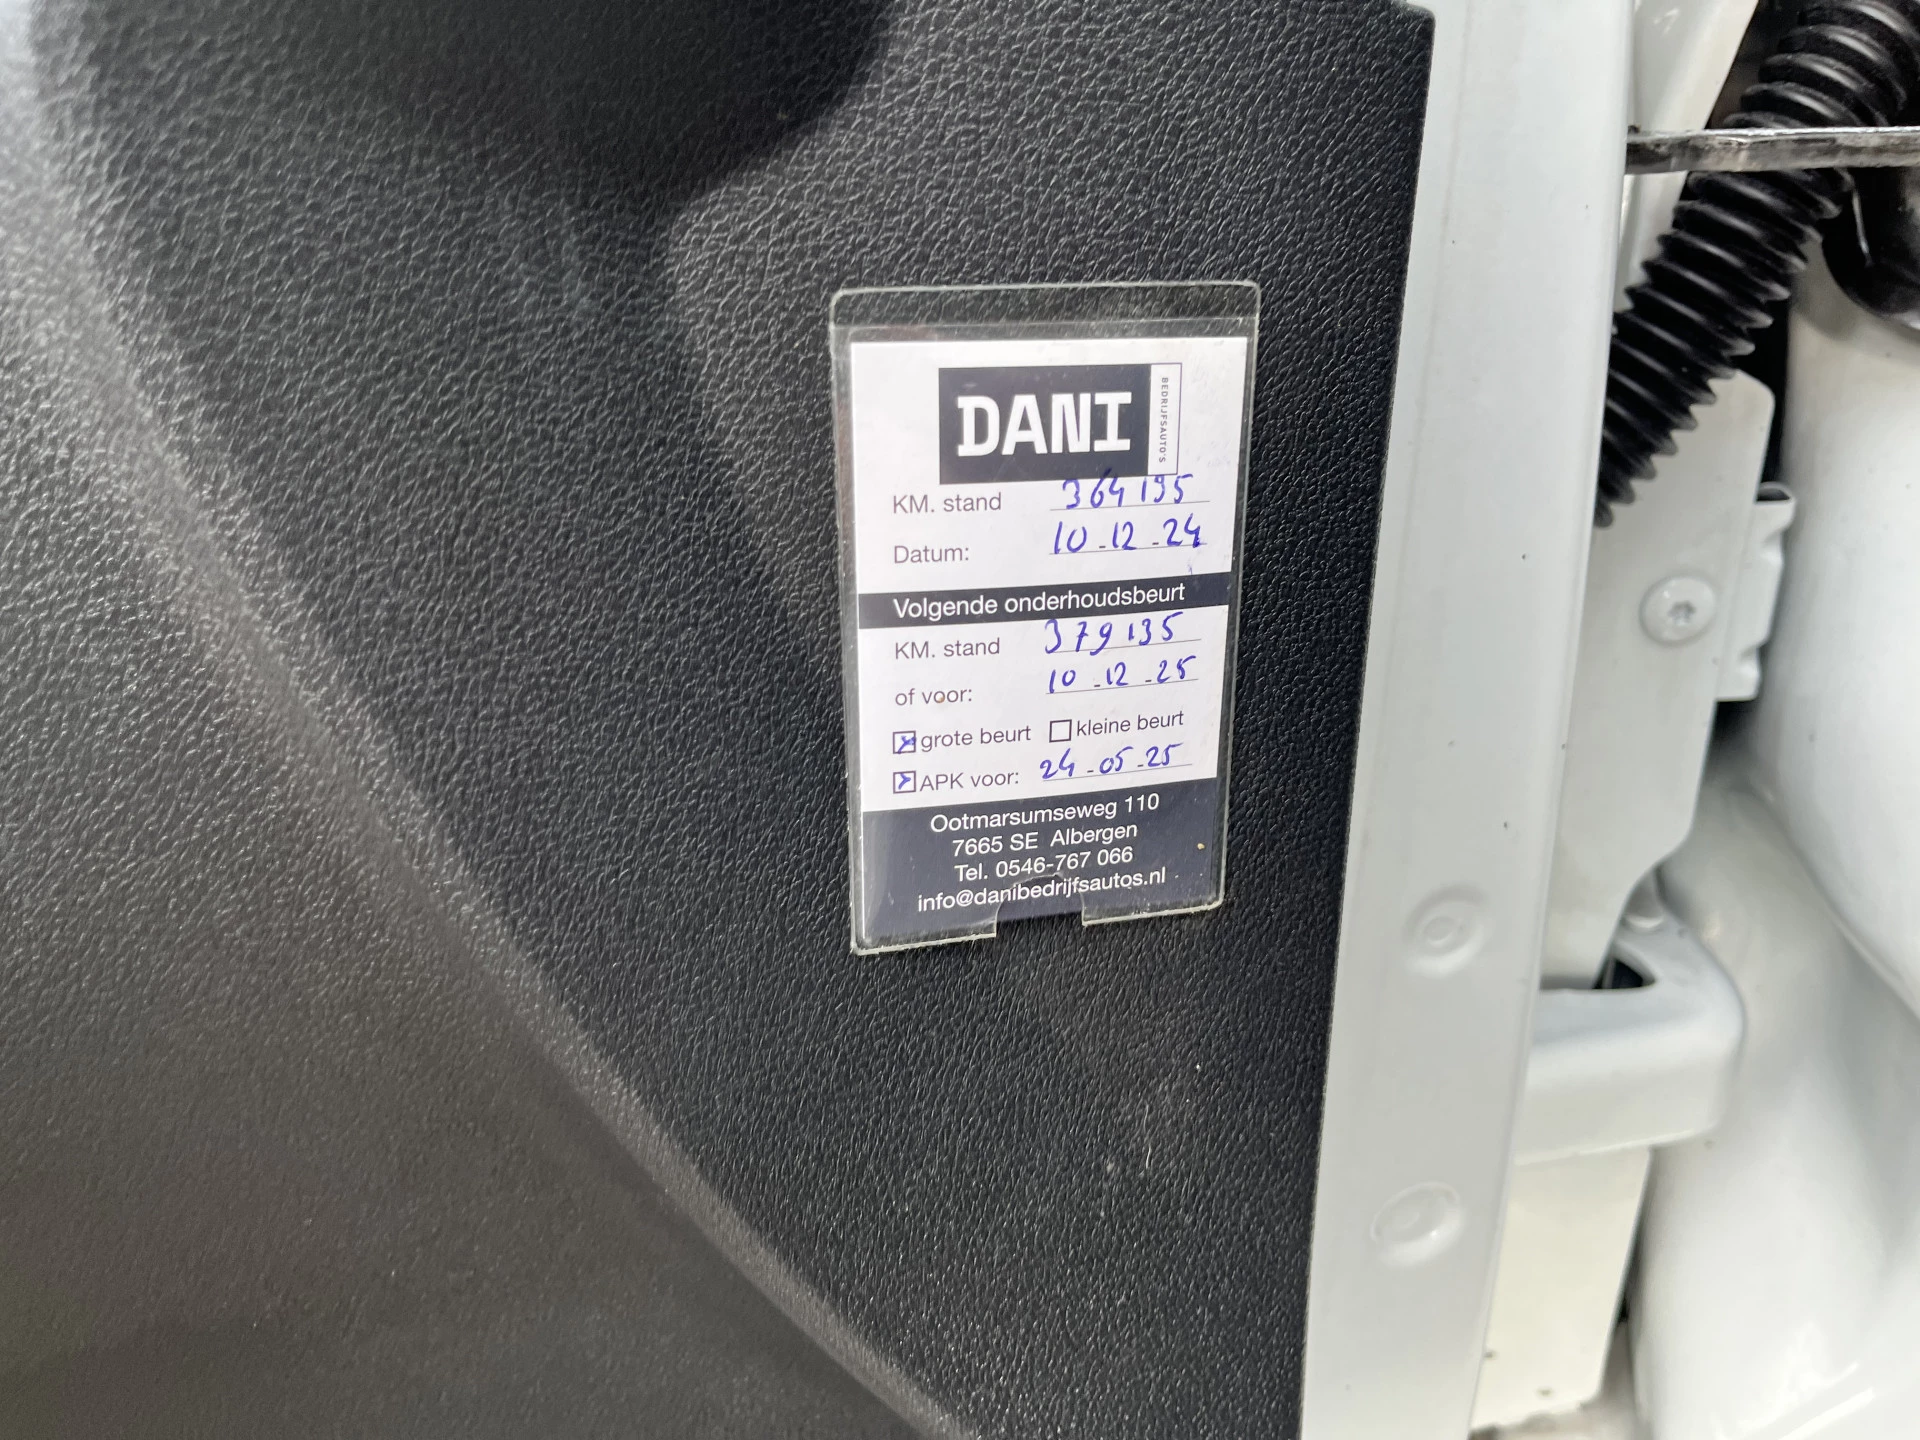 DANI
BEDRIJFSAUTO'S
KM. stand 364135
Datum: 10-12-24
Volgende onderhoudsbeurt
KM. stand 379135
of voor: 10-12-25
grote beurt kleine beurt
APK voor: 24-05-25
Ootmarsumseweg 110
7665 SE Albergen
Tel. 0546-767 066
info@danibedrijfsautos.nl